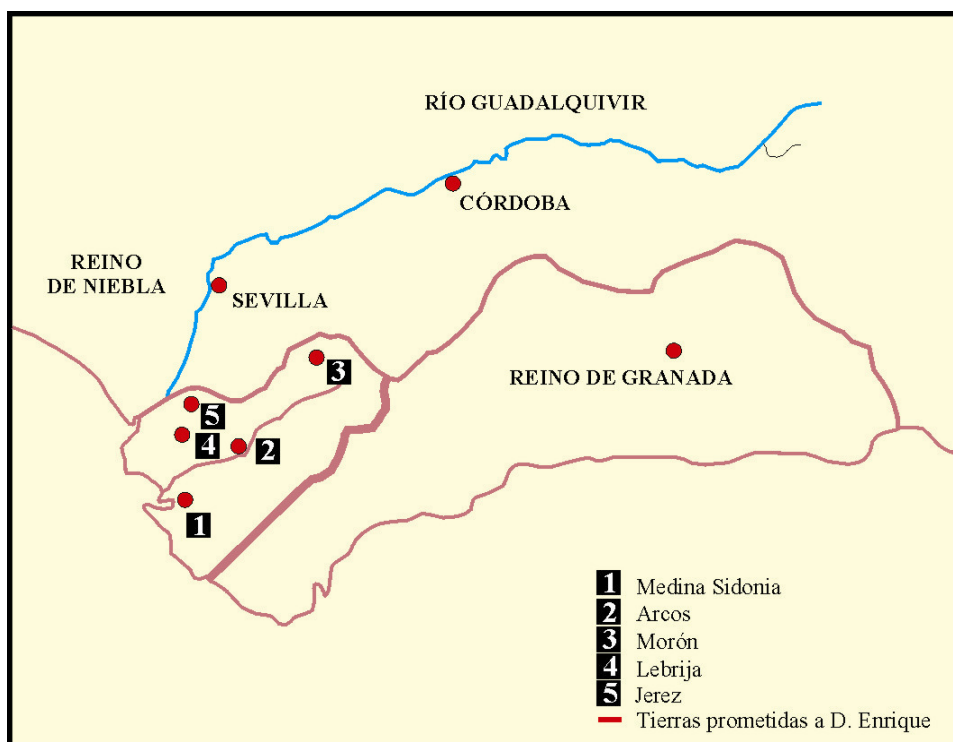 RÍO GUADALQUIVIR
CÓRDOBA
REINO
DE NIEBLA
SEVILLA
3
REINO DE GRANADA
5
4
2
1
1 Medina Sidonia
2 Arcos
3 Morón
4 Lebrija
5 Jerez
Tierras prometidas a D. Enrique